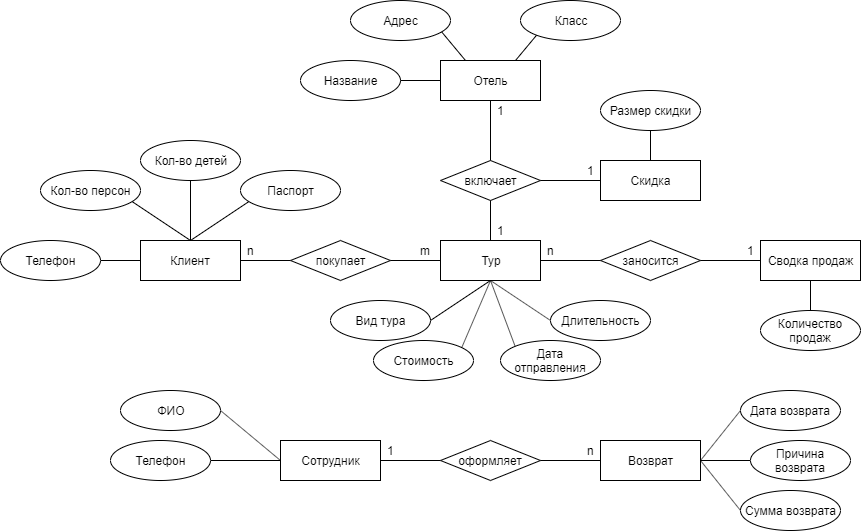 Адрес
Класс
Название
Отель
1
Размер скидки
Кол-во детей
Кол-во персон
Паспорт
включает
1
Скидка
1
Телефон
Клиент
n
покупает
m
Тур
n
заносится
1
Сводка продаж
Вид тура
Длительность
Количество
продаж
Стоимость
Дата
отправления
ФИО
Дата возврата
Телефон
Сотрудник
1
оформляет
n
Возврат
Причина
возврата
Сумма возврата